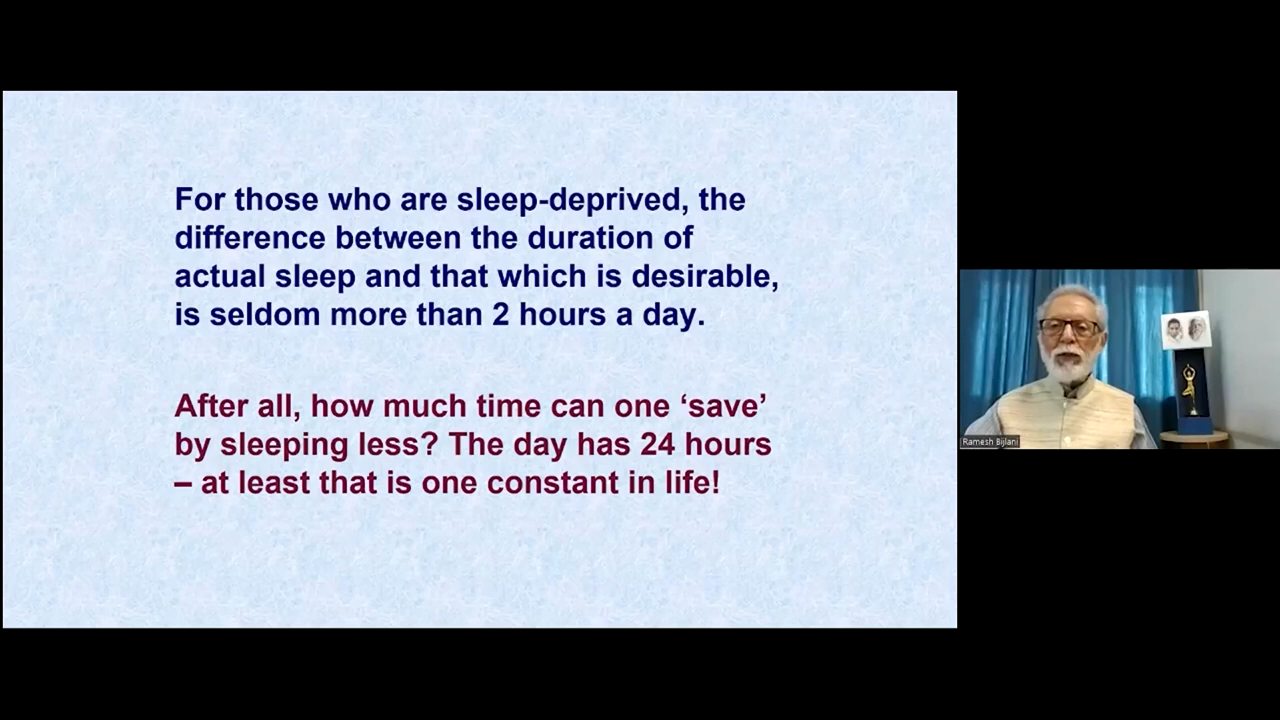 For those who are sleep-deprived, the
difference between the duration of
actual sleep and that which is desirable,
is seldom more than 2 hours a day.
After all, how much time can one ‘save’
by sleeping less? The day has 24 hours
– at least that is one constant in life!
Ramesh Bijlani